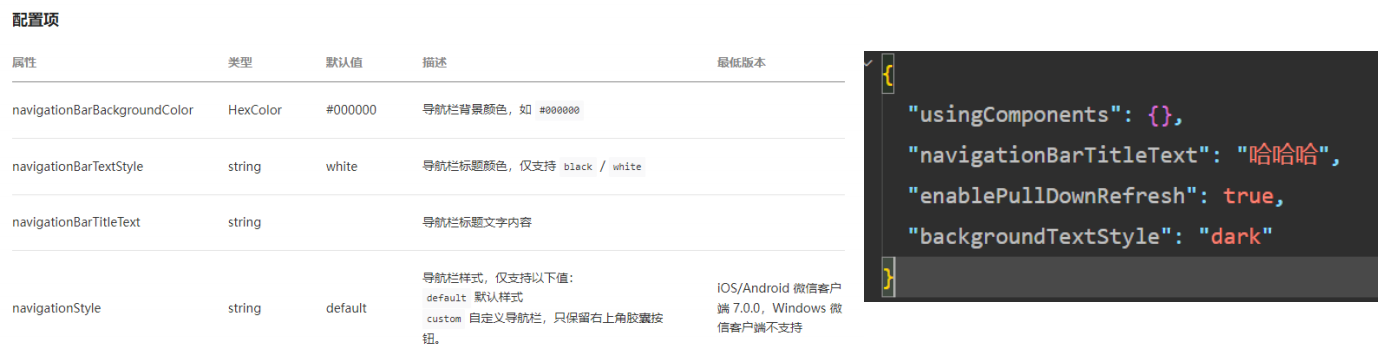 配置项
属性 类型 默认值 描述 最低版本
navigationBarBackgroundColor HexColor #000000 导航栏背景颜色，如 #000000
navigationBarTextStyle string white 导航栏标题颜色，仅支持 black / white
navigationBarTitleText string 导航栏标题文字内容
navigationStyle string default 导航栏样式，仅支持以下值：
default 默认样式
custom 自定义导航栏，只保留右上角胶囊按
钮。
iOS/Android 微信客户
端 7.0.0，Windows 微
信客户端不支持
{
"usingComponents": {},
"navigationBarTitleText": "哈哈哈",
"enablePullDownRefresh": true,
"backgroundTextStyle": "dark"
}